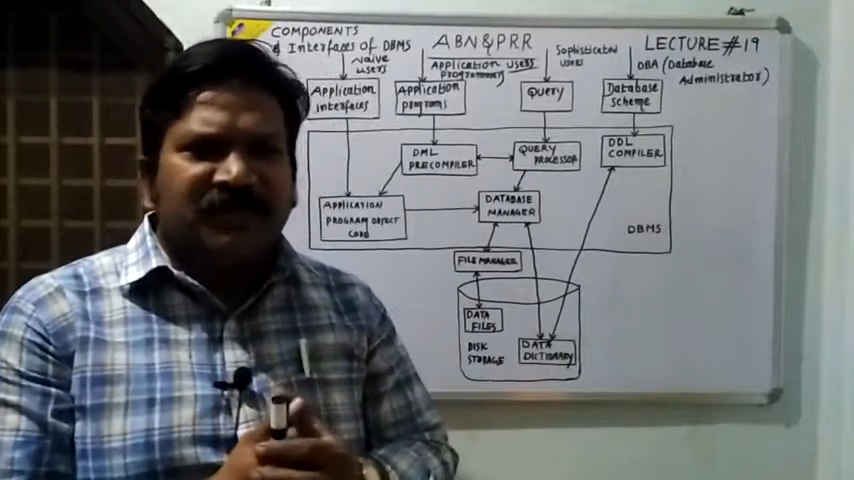 COMPONENTS
& Interfaces of DBMS
ABN & PRR
LECTURE # 19
Naive
users
Application users
Application
programmers
Sophisticated
users
DBA (Database
Administrator)
Application
interfaces
Application
programs
Query
Database
scheme
DML
PRECOMPILER
QUERY
PROCESSOR
DDL
COMPILER
APPLICATION
PROGRAM OBJECT
CODE
DATABASE
MANAGER
DBMS
FILE MANAGER
DATA
FILES
DISK
STORAGE
DATA
DICTIONARY